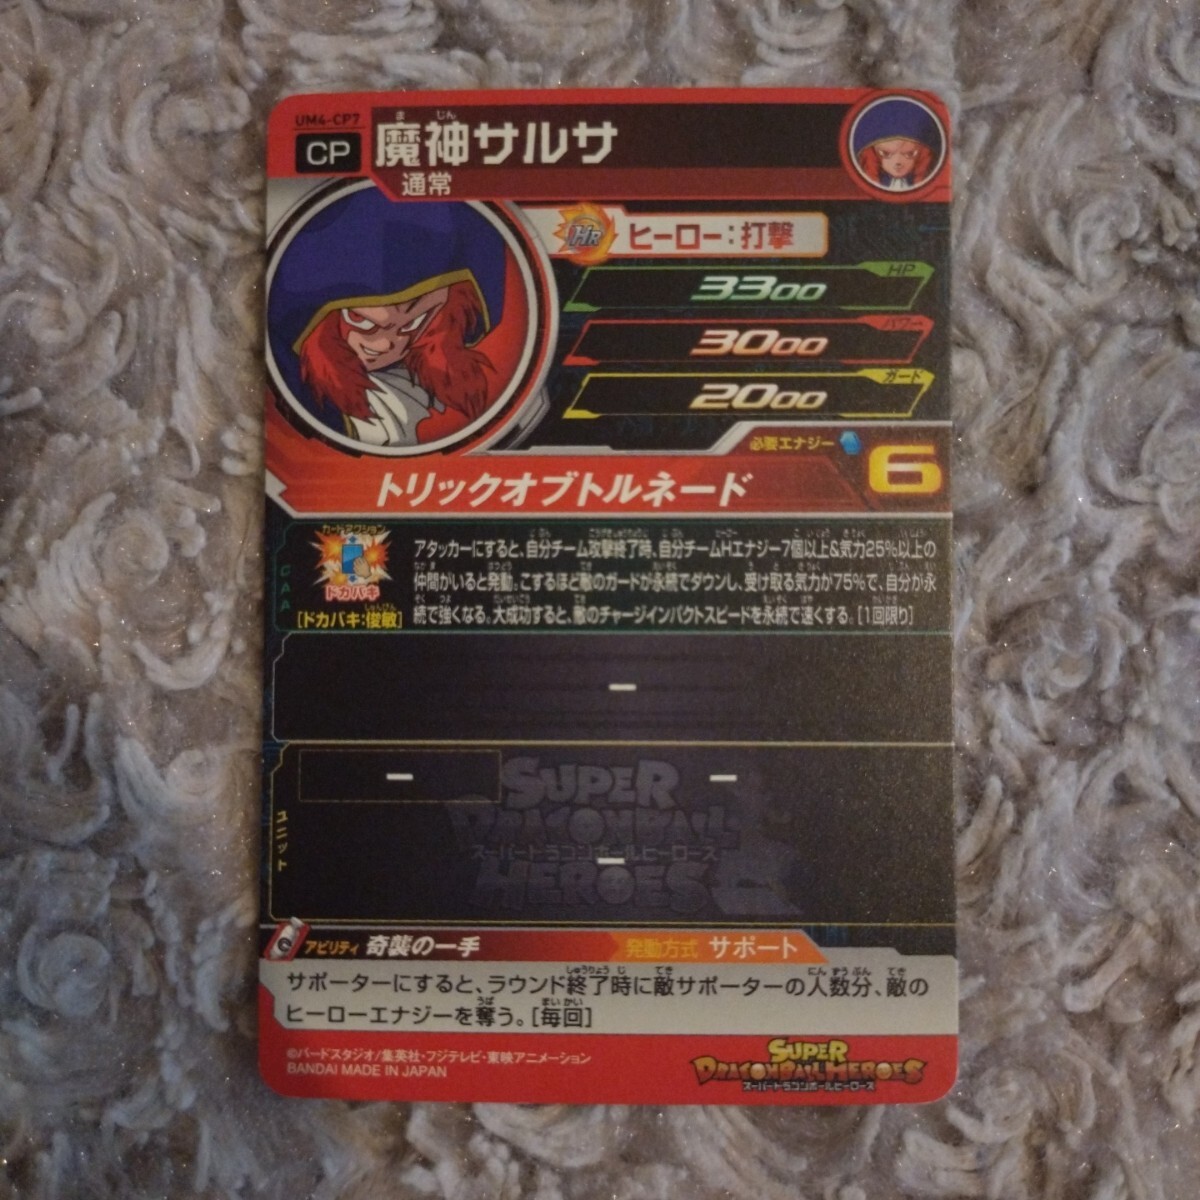 UM4-CP7
CP
魔神サルサ
通常
HR
ヒーロー:打撃
HP
3300
パワー
3000
ガード
2000
必要エナジー
6
トリックオブトルネード
CAA
カードアクション
ドカバキ
[ドカバキ:俊敏]
アタッカーにすると、自分チーム攻撃終了時、自分チームHエナジー7個以上&気力25%以上の
仲間がいると発動。こするほど敵のガードが永続でダウンし、受け取る気力が75%で、自分が永
続で強くなる。大成功すると、敵のチャージインパクトスピードを永続で速くする。[1回限り]
ー
ユニット
ー
ー
ー
SUPER
DRAGONBALL
スーパードラゴンボールヒーローズ
HEROES
アビリティ 奇襲の一手
発動方式 サポート
サポーターにすると、ラウンド終了時に敵サポーターの人数分、敵の
ヒーローエナジーを奪う。[毎回]
©バードスタジオ/集英社・フジテレビ・東映アニメーション
BANDAI MADE IN JAPAN
SUPER
DRAGONBALL HEROES
スーパードラゴンボールヒーローズ